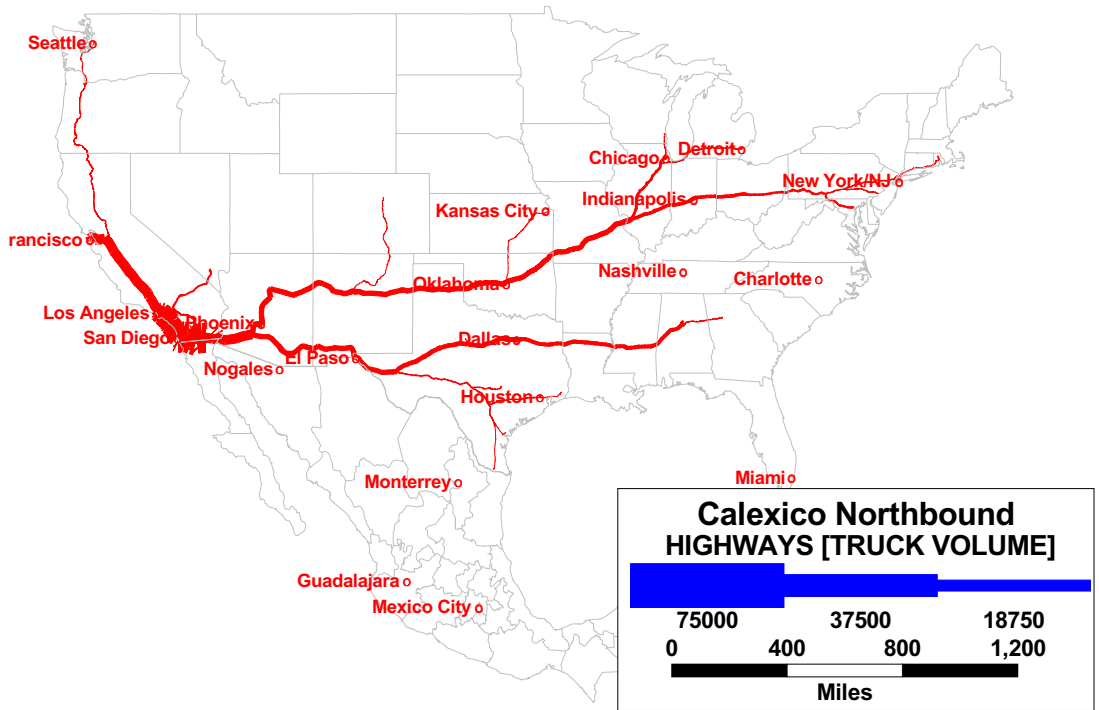 Seattle
Chicago
Detroit
New York/NJ
Indianapolis
Kansas City
rancisco
Nashville
Charlotte
Oklahoma
Los Angeles
Phoenix
San Diego
Dallas
El Paso
Nogales
Houston
Monterrey
Miami
Guadalajara
Mexico City
Calexico Northbound
HIGHWAYS [TRUCK VOLUME]
75000 37500 18750
0 400 800 1,200
Miles